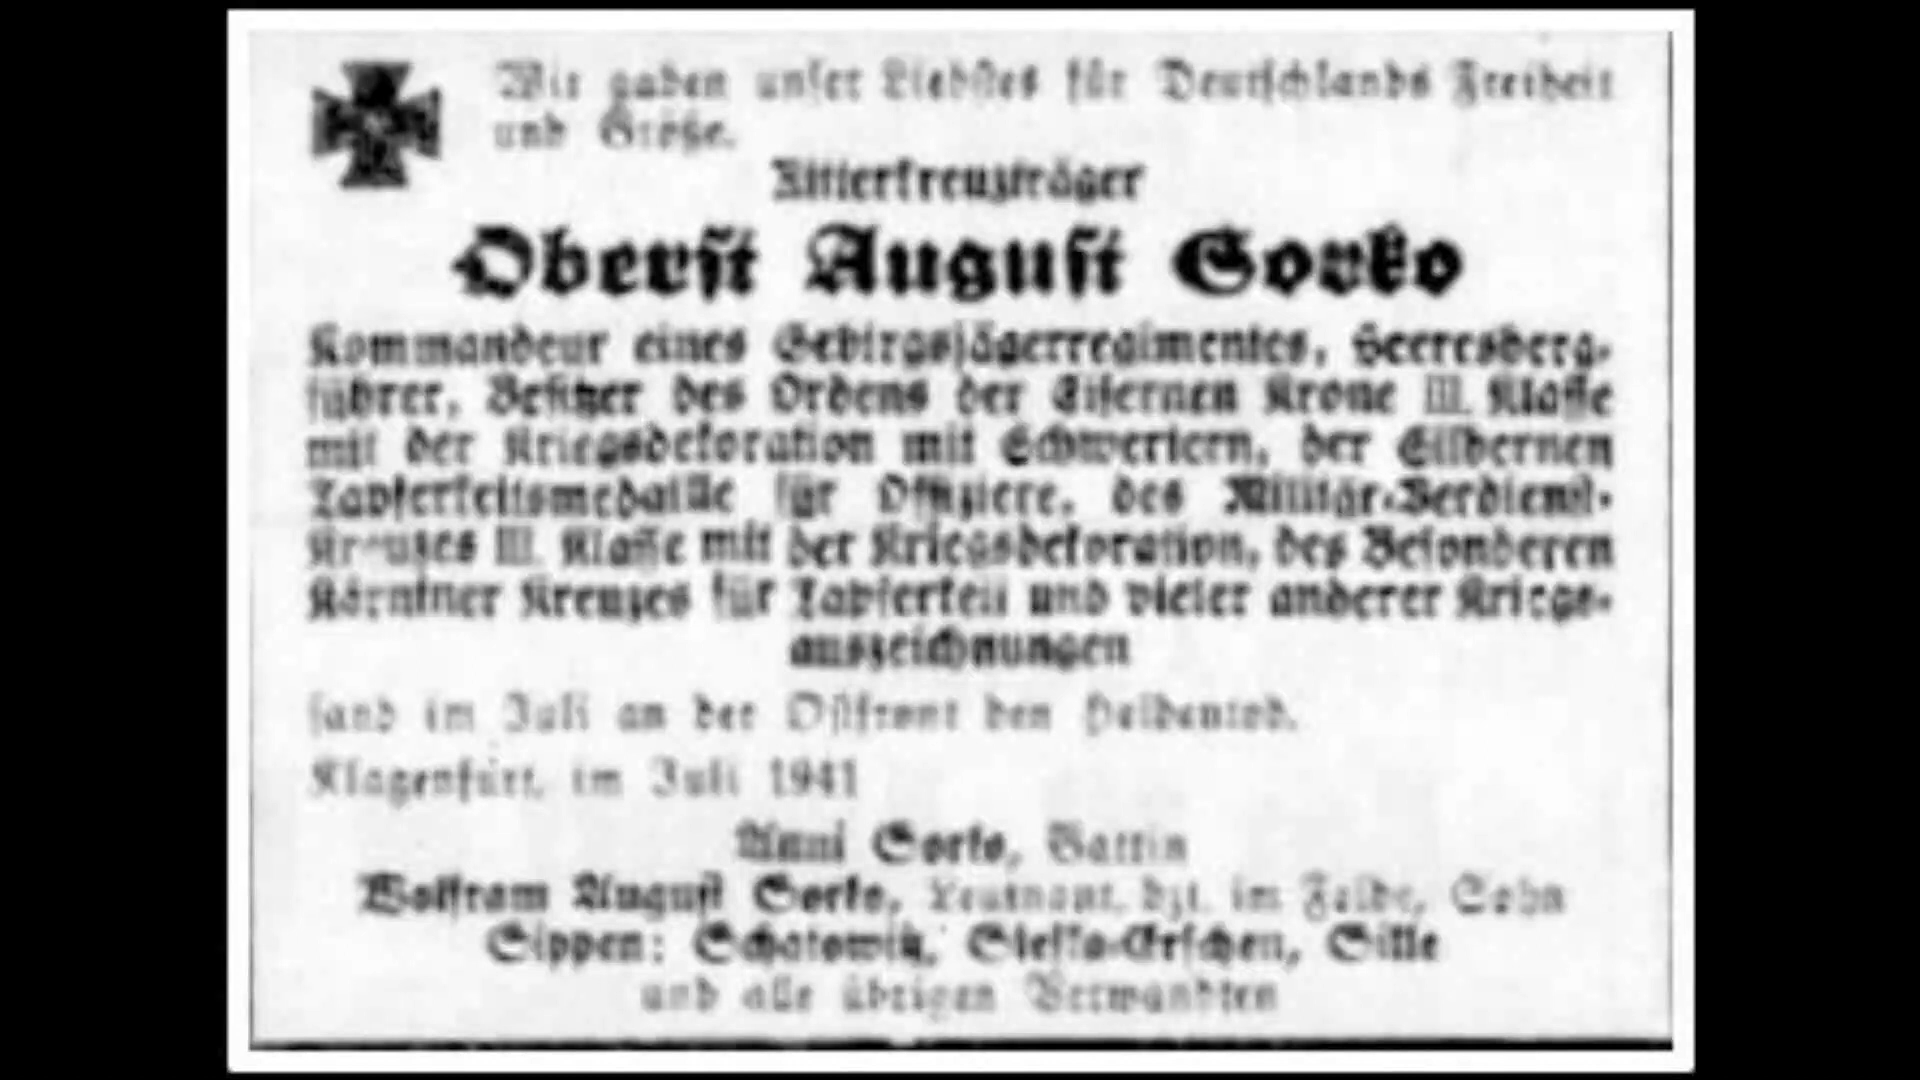 Wir gaben unser Liebstes für Deutschlands Freiheit
und Größe.
Ritterkreuzträger
Oberst August Sorko
Kommandeur eines Gebirgsjägerregimentes, Heeresberg-
führer, Besitzer des Ordens der Eisernen Krone III. Klasse
mit der Kriegsdekoration mit Schwertern, der Silbernen
Tapferkeitsmedaille für Offiziere, des Militär-Verdienst-
Kreuzes III. Klasse mit der Kriegsdekoration, des Besonderen
Kärntner Kreuzes für Tapferkeit und vieler anderer Kriegs-
auszeichnungen
fand im Juli an der Ostfront den Heldentod.
Klagenfurt, im Juli 1941
Anni Sorko, Gattin
Wolfram August Sorko, Leutnant, dzt. im Felde, Sohn
Sippen: Schatowitz, Sille
und alle übrigen Verwandten